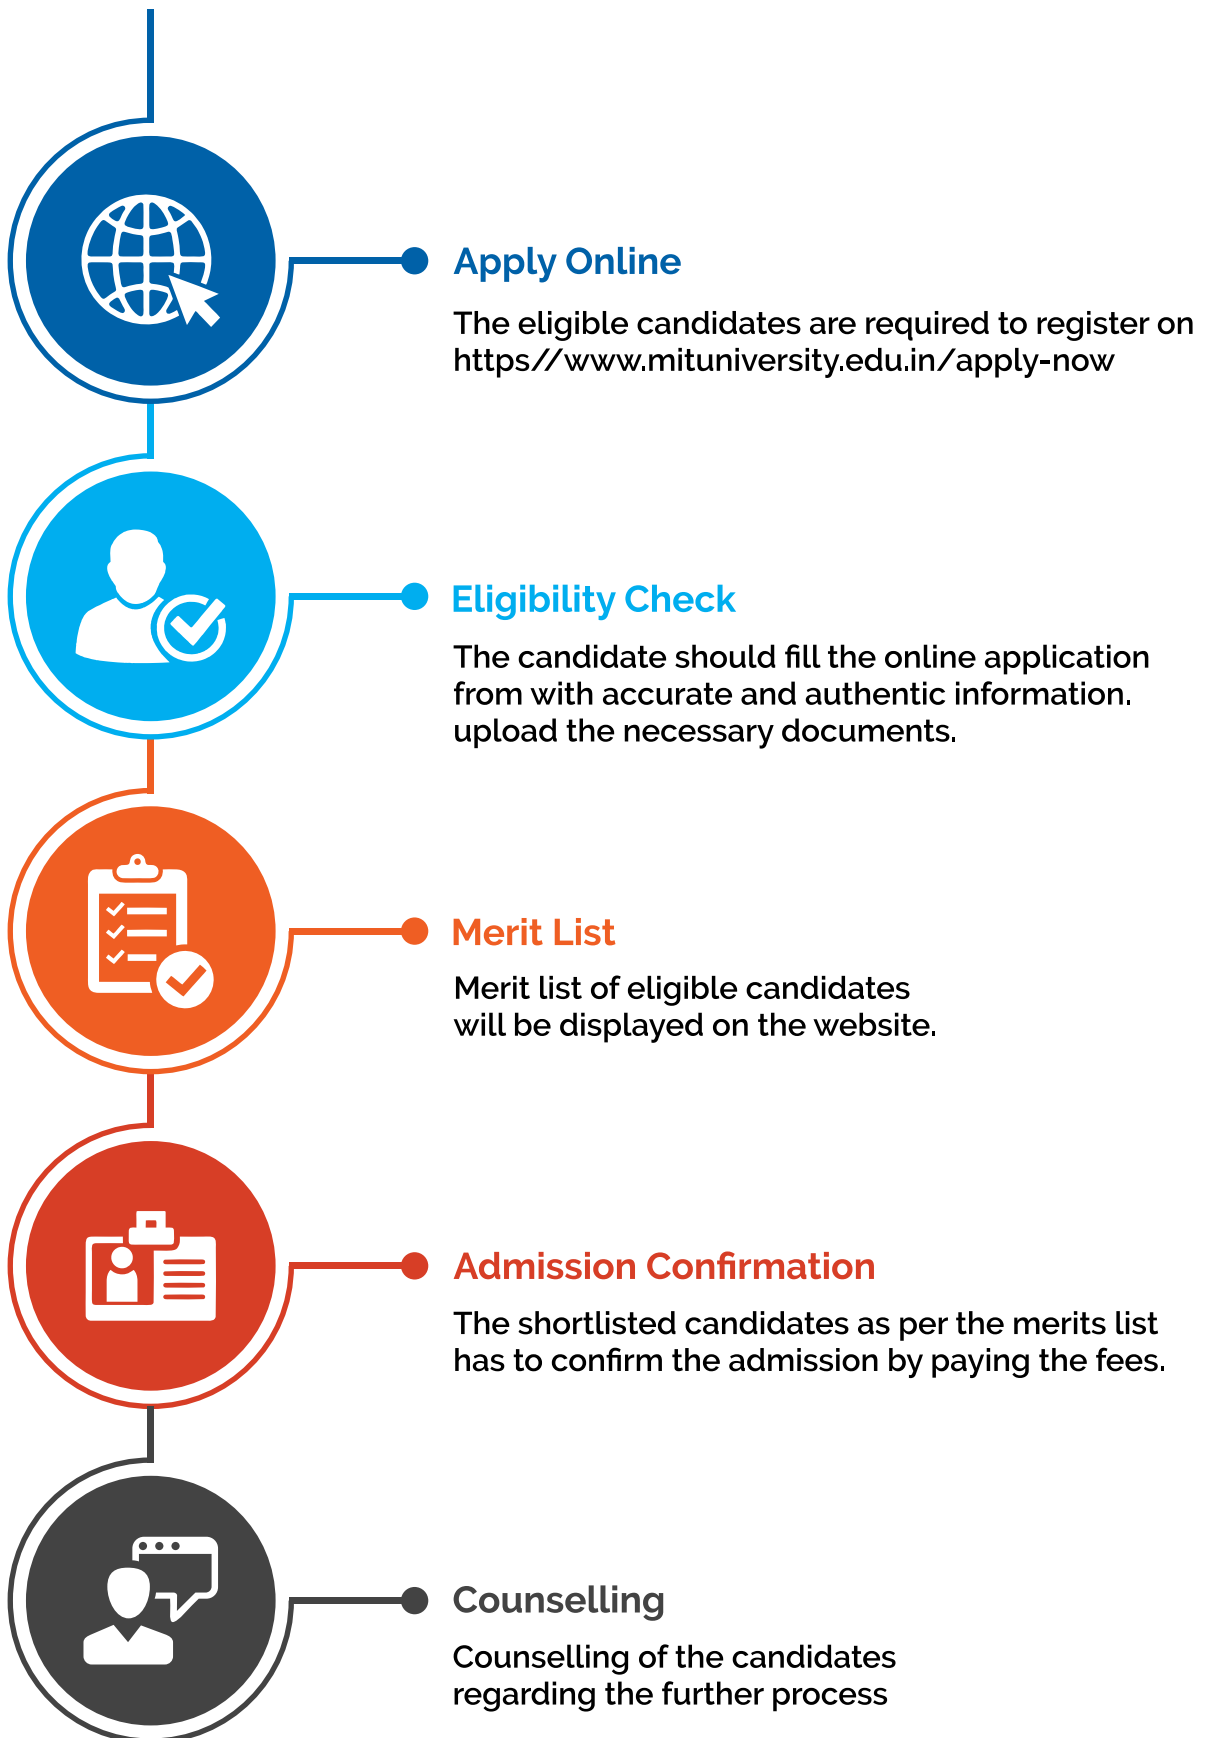 Apply Online
The eligible candidates are required to register on
https//www.mituniversity.edu.in/apply-now
Eligibility Check
The candidate should fill the online application
from with accurate and authentic information.
upload the necessary documents.
Merit List
Merit list of eligible candidates
will be displayed on the website.
Admission Confirmation
The shortlisted candidates as per the merits list
has to confirm the admission by paying the fees.
Counselling
Counselling of the candidates
regarding the further process